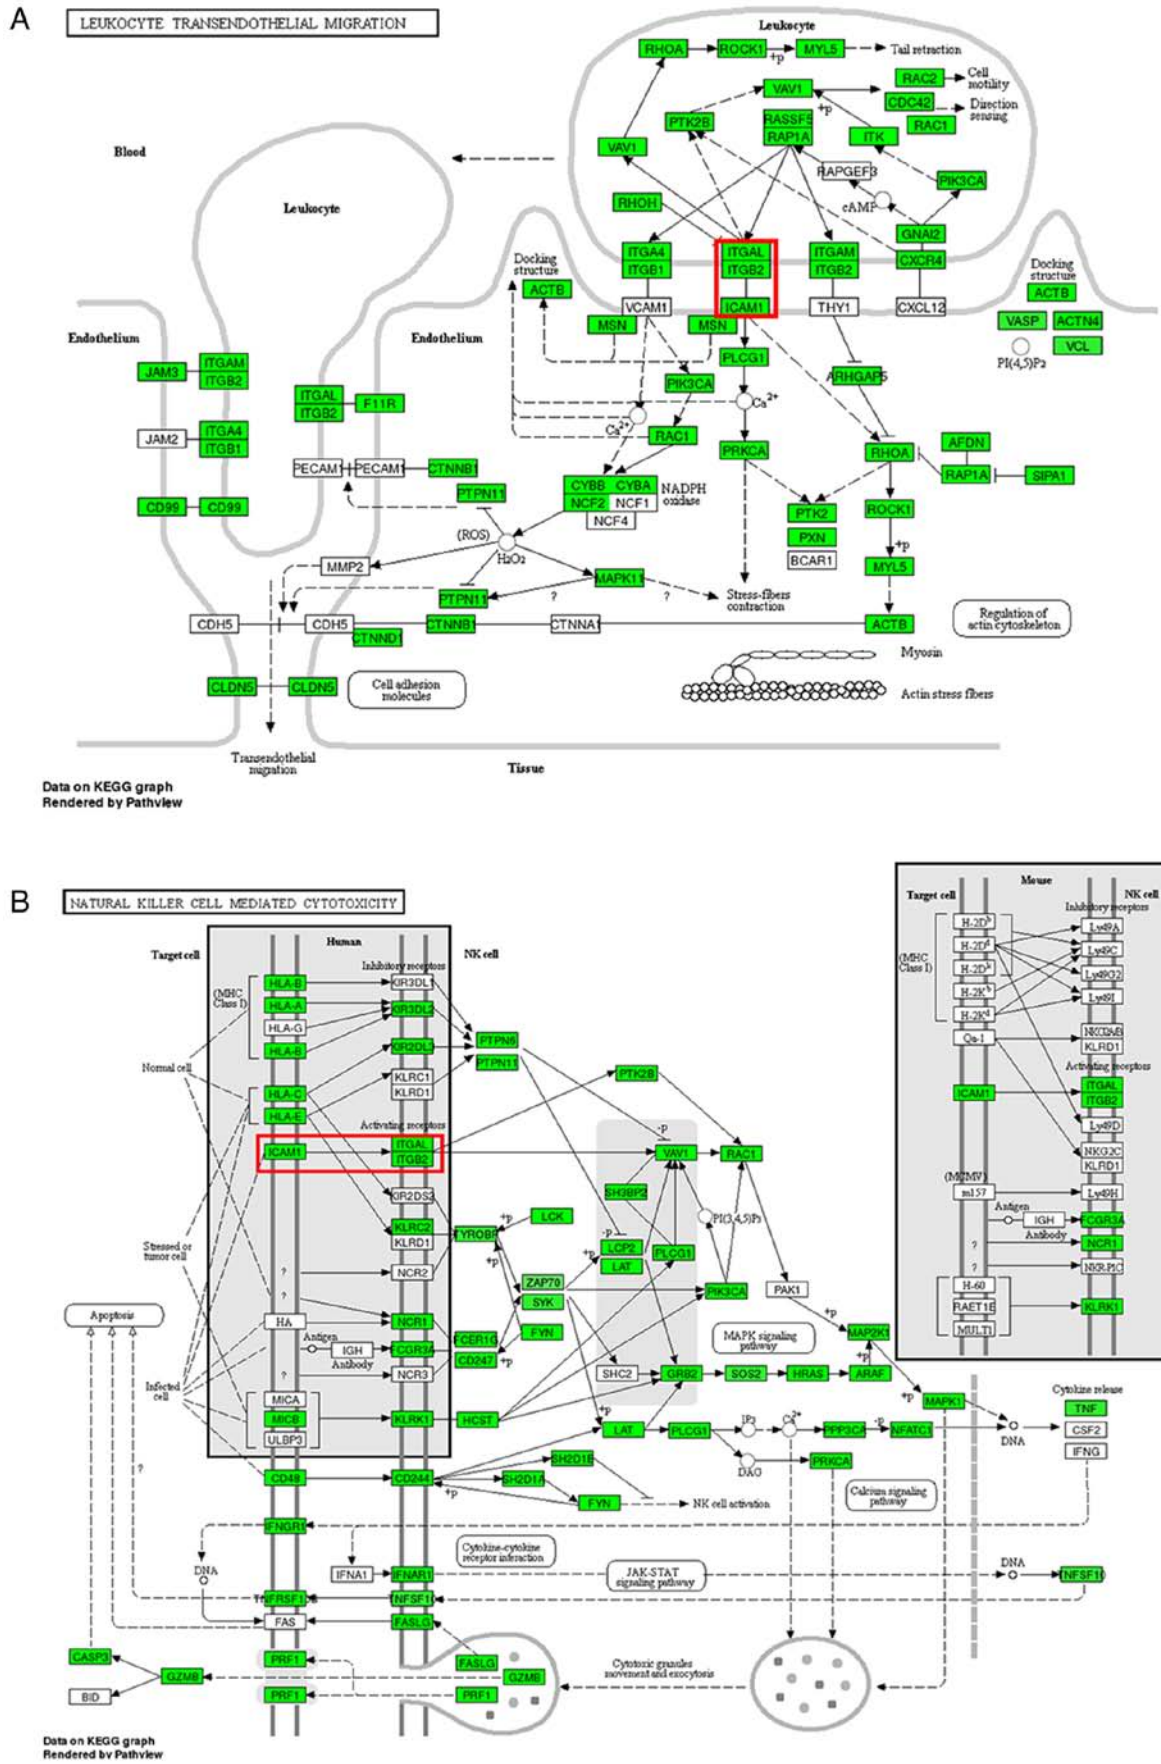 A
LEUKOCYTE TRANSENDOTHELIAL MIGRATION
Leukocyte
RHOA
ROCK1
+p
MYL5
Tail retraction
VAV1
+p
RAC2
Cell
motility
CDC42
Direction
sensing
RAC1
PTK2B
RASSF5
RAP1A
ITK
VAV1
RAPGEF3
PIK3CA
cAMP
RHOH
GNAI2
Blood
Leukocyte
ITGA4
ITGB1
ITGAL
ITGB2
ITGAM
ITGB2
CXCR4
Docking
structure
ACTB
Docking
structure
ACTB
VCAM1
ICAM1
THY1
CXCL12
MSN
MSN
VASP
ACTN4
PI(4,5)P2
VCL
Endothelium
Endothelium
JAM3
ITGAM
ITGB2
PLCG1
PIK3CA
ARHGAP5
ITGAL
ITGB2
F11R
Ca2+
Ca2+
JAM2
ITGA4
ITGB1
RAC1
PRKCA
RHOA
AFDN
RAP1A
SIPA1
PECAM1
PECAM1
CTNNB1
PTPN11
CYBB
CYBA
NCF2
NCF1
NCF4
NADPH
oxidase
CD99
CD99
PTK2
PXN
BCAR1
ROCK1
+p
(ROS)
H2O2
MMP2
MAPK11
MYL5
PTPN11
?
?
Stress-fibers
contraction
CDH5
CDH5
CTNND1
CTNNB1
CTNNA1
ACTB
Regulation of
actin cytoskeleton
Myosin
CLDN5
CLDN5
Cell adhesion
molecules
Actin stress fibers
Transendothelial
migration
Tissue
Data on KEGG graph
Rendered by Pathview
B
NATURAL KILLER CELL MEDIATED CYTOTOXICITY
Target cell
Human
NK cell
Inhibitory receptors
(MHC
Class I)
HLA-B
KIR3DL1
HLA-A
KIR3DL2
HLA-G
HLA-B
KIR2DL3
PTPN6
PTPN11
Normal cell
KLRC1
KLRD1
PTK2B
HLA-C
HLA-E
Activating receptors
ICAM1
ITGAL
ITGB2
-p
VAV1
RAC1
KIR2DS2
SH3BP2
PI(3,4,5)P3
KLRC2
KLRD1
TYROBP
+p
LCK
Stressed or
tumor cell
+p
-p
LCP2
LAT
PLCG1
+p
?
NCR2
ZAP70
SYK
PIK3CA
PAK1
?
+p
Apoptosis
HA
NCR1
FCER1G
FYN
MAP2K1
Antigen
IGH
Antibody
FCGR3A
CD247
+p
MAPK signaling
pathway
+p
?
NCR3
SHC2
GRB2
SOS2
HRAS
ARAF
Infected
cell
MICA
MICB
ULBP3
KLRK1
HCST
+p
+p
MAPK1
Cytokine release
TNF
CSF2
IFNG
LAT
PLCG1
IP3
Ca2+
PPP3CA
-p
NFATC1
DNA
?
DAG
PRKCA
CD48
CD244
+p
SH2D1B
SH2D1A
FYN
NK cell activation
Calcium signaling
pathway
IFNGR1
Cytokine-cytokine
receptor interaction
DNA
IFNA1
IFNAR1
JAK-STAT
signaling pathway
DNA
TNFSF10
TNFSF10
FAS
FASLG
CASP3
PRF1
FASLG
GZMB
GZMB
Cytotoxic granules
movement and exocytosis
BID
PRF1
PRF1
Data on KEGG graph
Rendered by Pathview
Mouse
Target cell
NK cell
Inhibitory receptors
(MHC
Class I)
H-2Db
Ly49A
H-2Dd
Ly49C
H-2Dk
Ly49G2
H-2Kb
Ly49I
H-2Kd
Qa-1
NKG2A/B
KLRD1
Activating receptors
ICAM1
ITGAL
ITGB2
Ly49D
NKG2C
KLRD1
(MCMV)
m157
Ly49H
Antigen
IGH
Antibody
FCGR3A
?
NCR1
?
NKR-P1C
H-60
RAET1E
MULT1
KLRK1